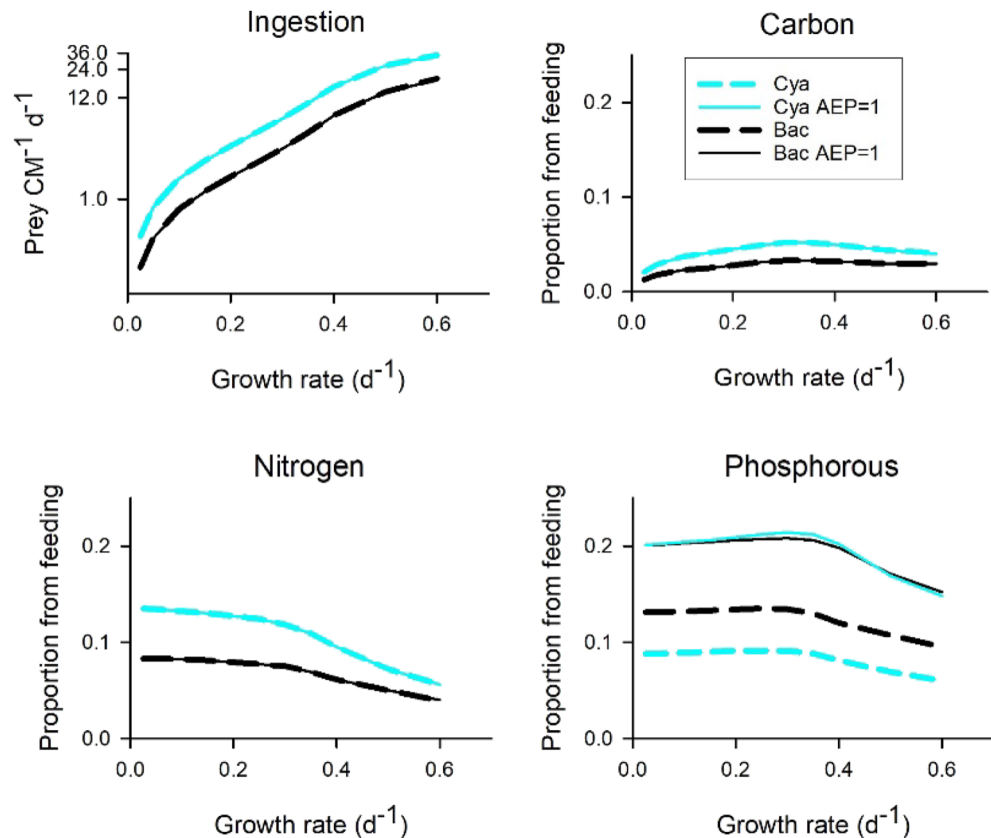 Ingestion
Prey CM-1 d-1
36.0
24.0
12.0
1.0
0.0 0.2 0.4 0.6
Growth rate (d-1)
Carbon
Proportion from feeding
0.2
0.1
0.0
Cya
Cya AEP=1
Bac
Bac AEP=1
0.0 0.2 0.4 0.6
Growth rate (d-1)
Nitrogen
Proportion from feeding
0.2
0.1
0.0
0.0 0.2 0.4 0.6
Growth rate (d-1)
Phosphorous
Proportion from feeding
0.2
0.1
0.0
0.0 0.2 0.4 0.6
Growth rate (d-1)